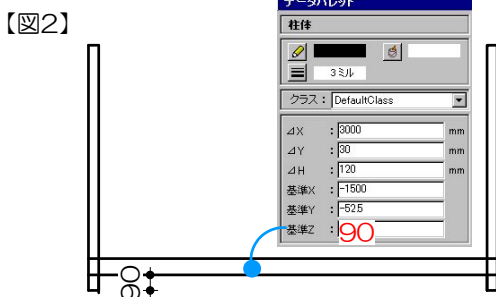 【図2】
データパレット
柱体
3ミル
クラス： DefaultClass
⊿X ：3000 mm
⊿Y ：30 mm
⊿H ：120 mm
基準X ：-1500
基準Y ：-52.5
基準Z ：90